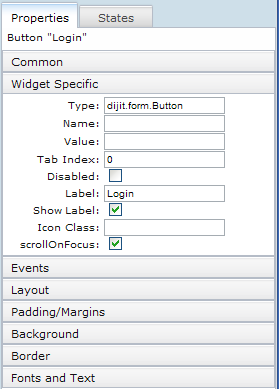 Properties States
Button "Login"
Common
Widget Specific
Type: dijit.form.Button
Name:
Value:
Tab Index: 0
Disabled:
Label: Login
Show Label:
Icon Class:
scrollOnFocus:
Events
Layout
Padding/Margins
Background
Border
Fonts and Text